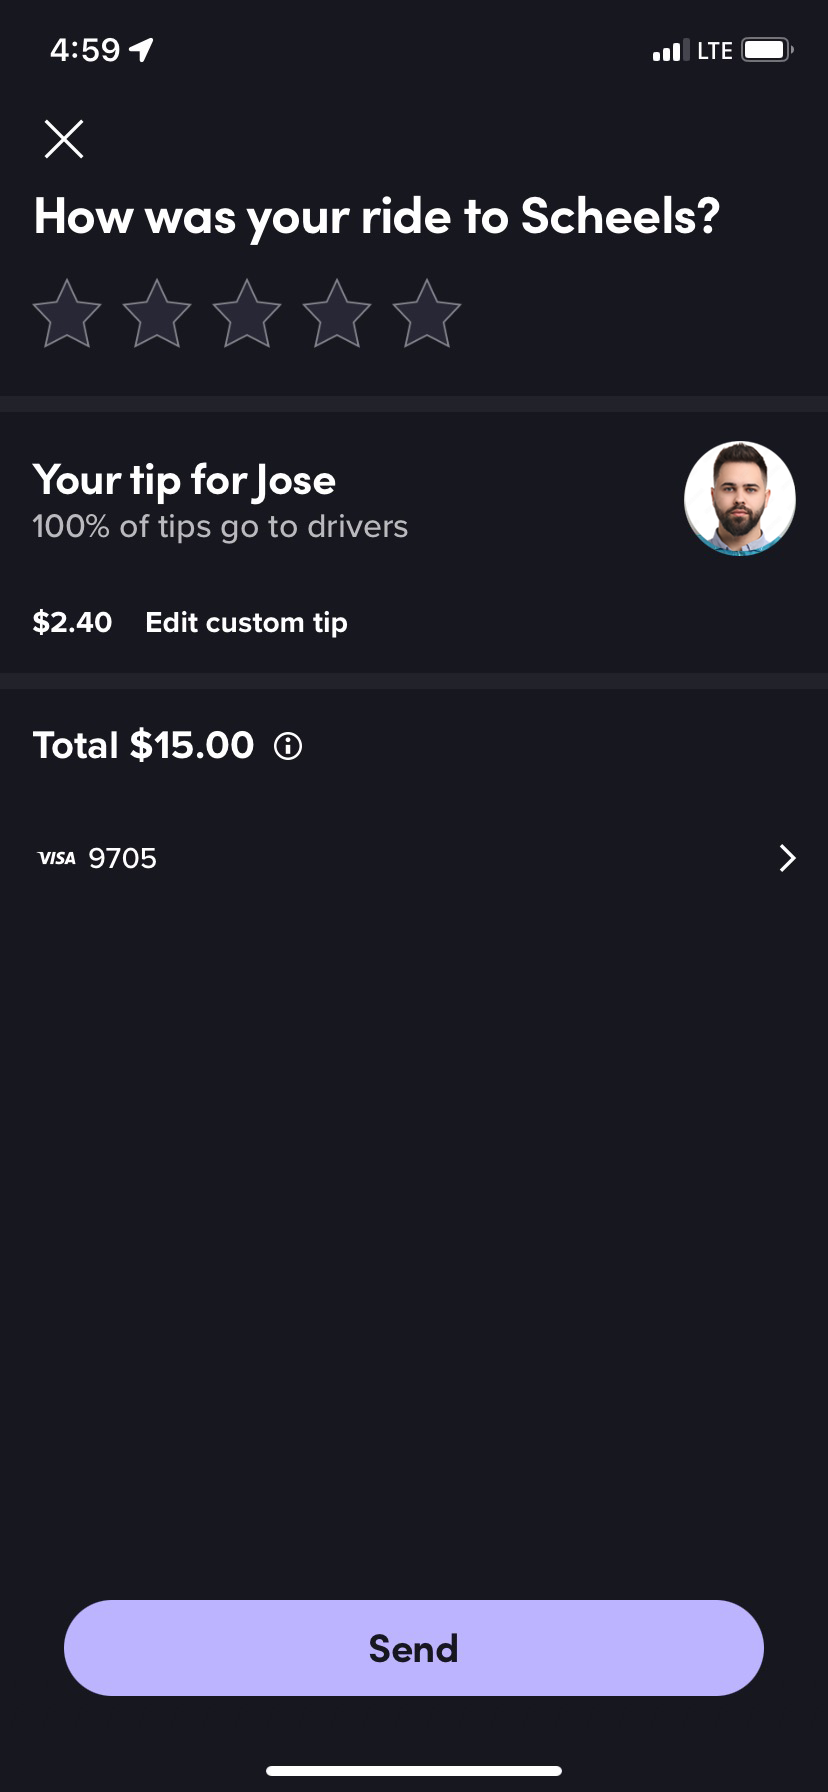 4:59 LTE
How was your ride to Scheels?
Your tip for Jose
100% of tips go to drivers
$2.40 Edit custom tip
Total $15.00
VISA 9705
Send